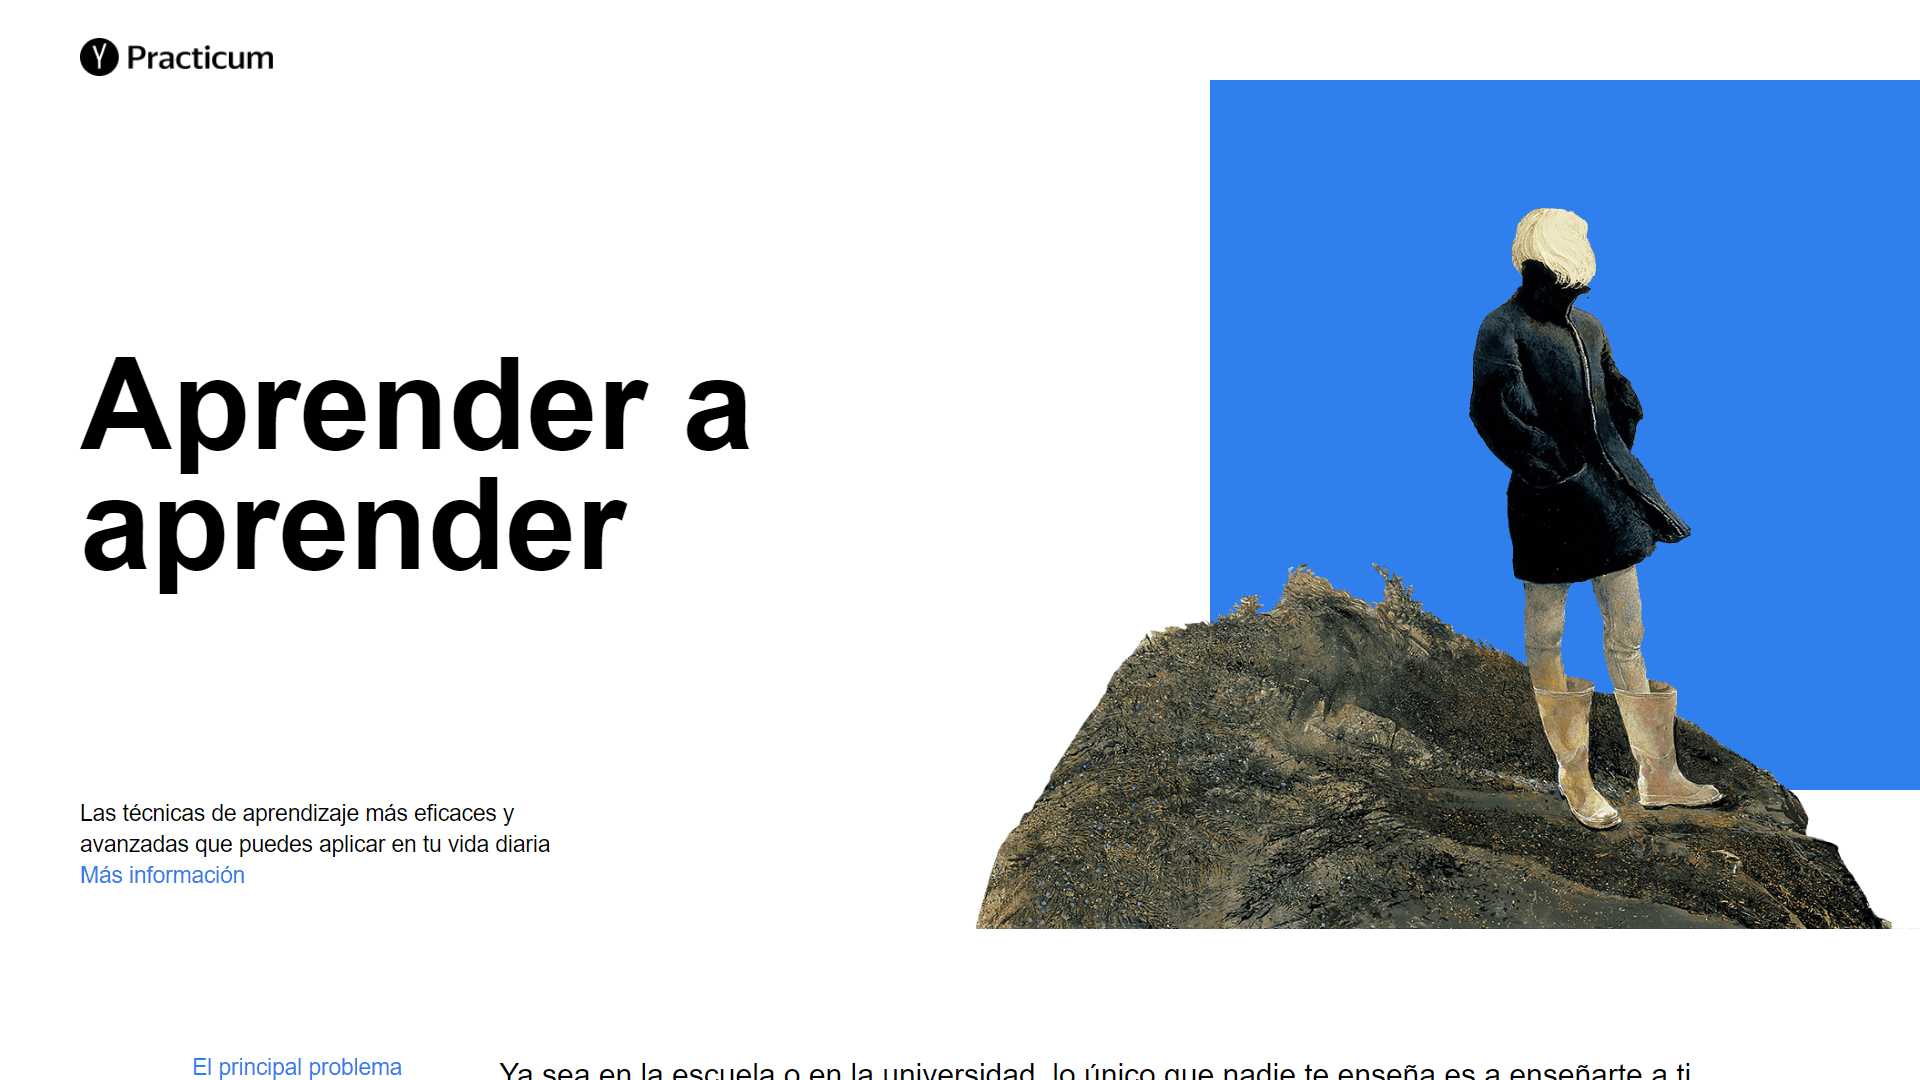 Practicum
Aprender a
aprender
Las técnicas de aprendizaje más eficaces y
avanzadas que puedes aplicar en tu vida diaria
Más información
El principal problema
Ya sea en la escuela o en la universidad, lo único que nadie te enseña es a enseñarte a ti